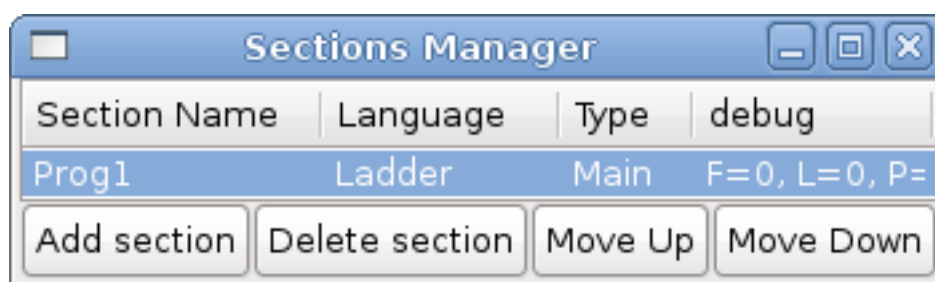 Sections Manager
Section Name Language Type debug
Prog1 Ladder Main F=0, L=0, P=
Add section Delete section Move Up Move Down